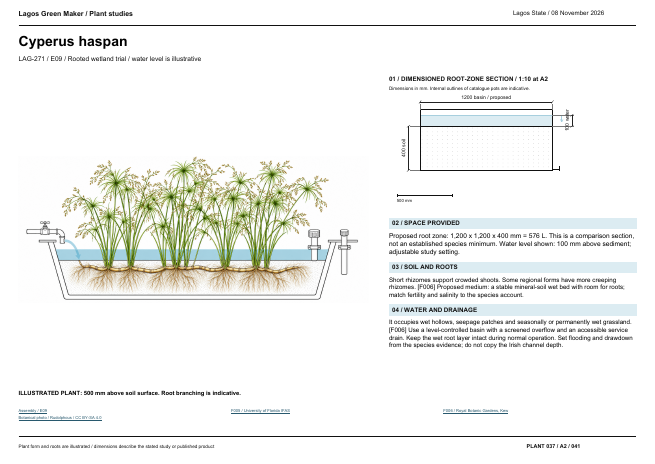 Lagos Green Maker / Plant studies
Lagos State / 08 November 2026
Cyperus haspan
LAG-271 / E09 / Rooted wetland trial / water level is illustrative
01 / DIMENSIONED ROOT-ZONE SECTION / 1:10 at A2
Dimensions in mm. Internal outlines of catalogue pots are indicative.
1200 basin / proposed
100 water
400 soil
500 mm
02 / SPACE PROVIDED
Proposed root zone: 1,200 x 1,200 x 400 mm = 576 L. This is a comparison section,
not an established species minimum. Water level shown: 100 mm above sediment;
adjustable study setting.
03 / SOIL AND ROOTS
Short rhizomes support crowded shoots. Some regional forms have more creeping
rhizomes. [F006] Proposed medium: a stable mineral-soil wet bed with room for roots;
match fertility and salinity to the species account.
04 / WATER AND DRAINAGE
It occupies wet hollows, seepage patches and seasonally or permanently wet grassland.
[F006] Use a level-controlled basin with a screened overflow and an accessible service
drain. Keep the wet root layer intact during normal operation. Set flooding and drawdown
from the species evidence; do not copy the Irish channel depth.
ILLUSTRATED PLANT: 500 mm above soil surface. Root branching is indicative.
Assembly / E09
Botanical photo / CC BY-SA 4.0
/ University of Florida IFAS
/ Royal Botanic Gardens, Kew
Plant form and roots are illustrated / dimensions describe the stated study or published product
PLANT 037 / A2 / 041